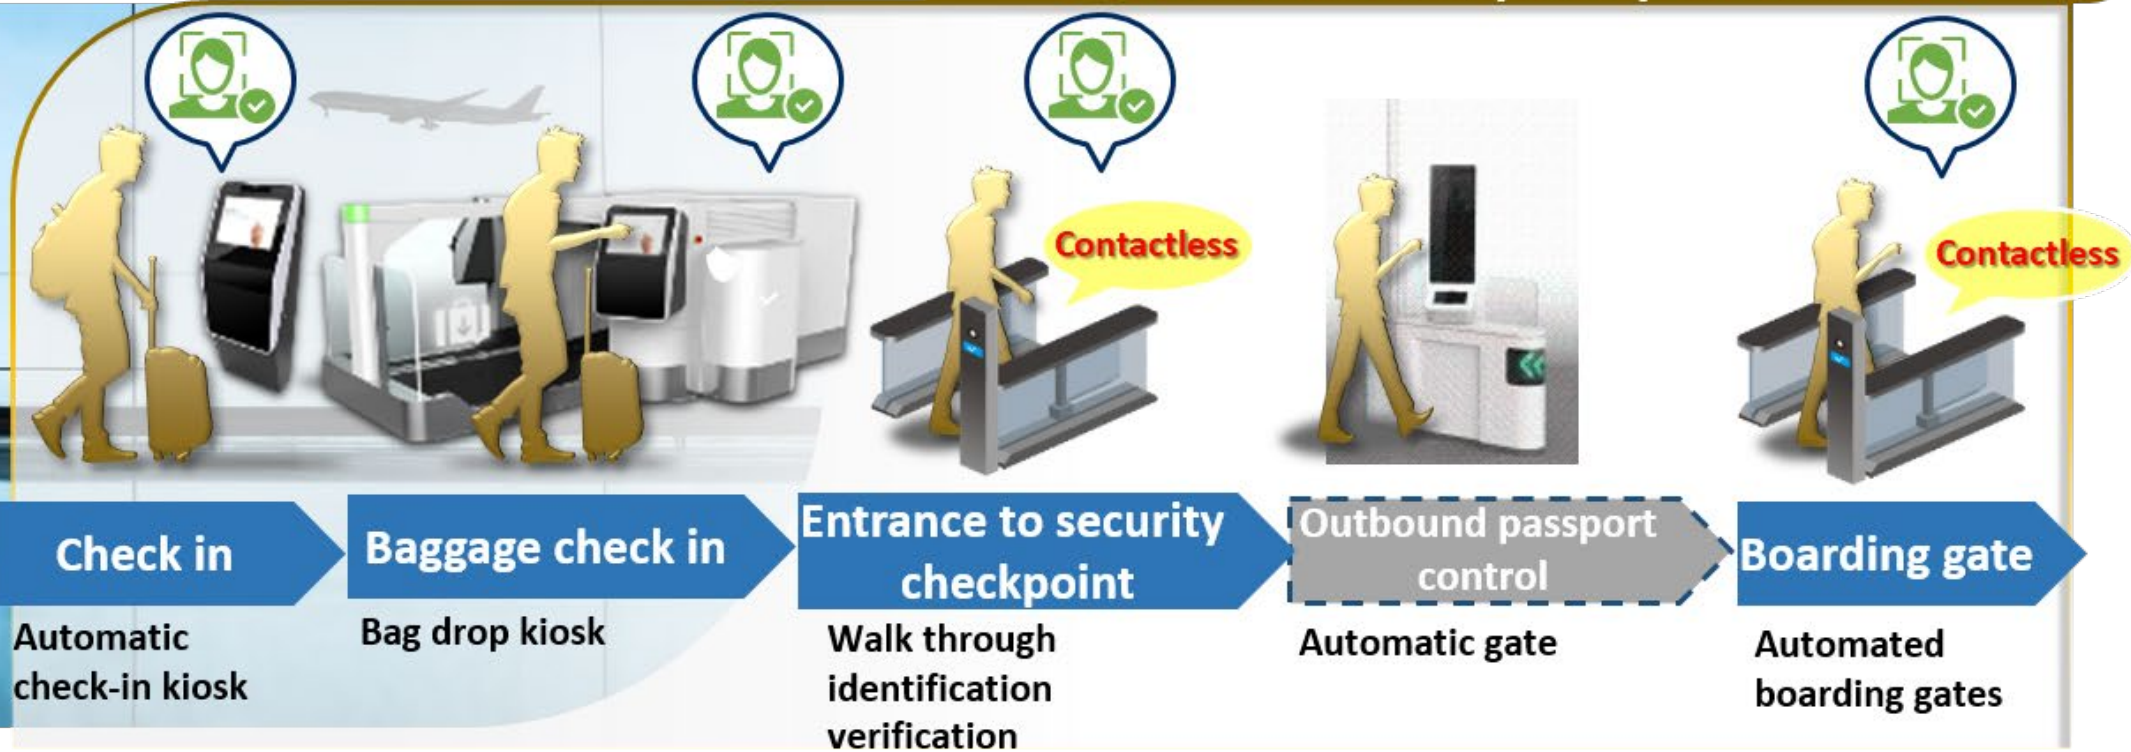 Contactless
Contactless
Check in
Baggage check in
Entrance to security
checkpoint
Outbound passport
control
Boarding gate
Automatic
check-in kiosk
Bag drop kiosk
Walk through
identification
verification
Automatic gate
Automated
boarding gates